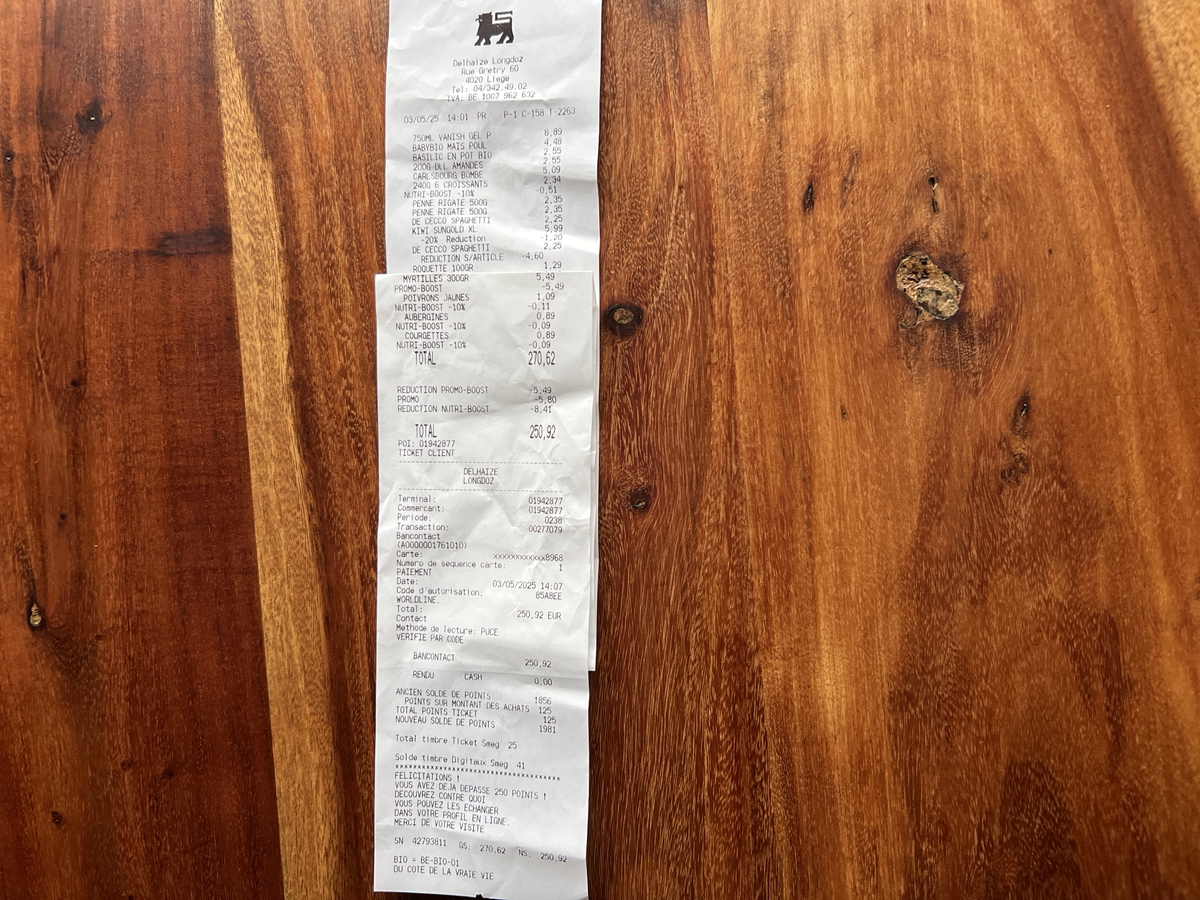 Delhaize Longdoz
Rue Gretry 60
4020 Liege
Tel: 04/342.49.02
TVA: BE 1007 962 632
03/05/25 14:01 PR P-1 C-158 T-2263
750ML VANISH GEL P 8,89
BABYBIO MAIS POUL 4,48
BASILIC EN POT BIO 2,55
200G DLL AMANDES 2,55
CARLSBOURG BOMBE 5,09
240G 6 CROISSANTS 2,34
NUTRI-BOOST -10% -0,51
PENNE RIGATE 500G 2,35
PENNE RIGATE 500G 2,35
DE CECCO SPAGHETTI 2,25
KIWI SUNGOLD XL 5,99
-20% Reduction -1,20
DE CECCO SPAGHETTI 2,25
REDUCTION S/ARTICLE -4,60
ROQUETTE 100GR 1,29
MYRTILLES 300GR 5,49
PROMO-BOOST -5,49
POIVRONS JAUNES 1,09
NUTRI-BOOST -10% -0,11
AUBERGINES 0,89
NUTRI-BOOST -10% -0,09
COURGETTES 0,89
NUTRI-BOOST -10% -0,09
TOTAL 270,62
REDUCTION PROMO-BOOST -5,49
PROMO -5,80
REDUCTION NUTRI-BOOST -8,41
TOTAL 250,92
POI: 01942877
TICKET CLIENT
DELHAIZE
LONGDOZ
Terminal: 01942877
Commercant: 01942877
Periode: 0238
Transaction: 00277079
Bancontact
(A0000001761010)
Carte: xxxxxxxxxxxx8968
Numero de sequence carte: 1
PAIEMENT
Date: 03/05/2025 14:07
Code d'autorisation: 85A8EE
WORLDLINE.
Total: 250,92 EUR
Contact
Methode de lecture: PUCE
VERIFIE PAR CODE
BANCONTACT 250,92
RENDU CASH 0,00
ANCIEN SOLDE DE POINTS 1856
POINTS SUR MONTANT DES ACHATS 125
TOTAL POINTS TICKET 125
NOUVEAU SOLDE DE POINTS 1981
Total timbre Ticket Smeg 25
Solde timbre Digitaux Smeg 41
FELICITATIONS !
VOUS AVEZ DEJA DEPASSE 250 POINTS !
DECOUVREZ CONTRE QUOI
VOUS POUVEZ LES ECHANGER
DANS VOTRE PROFIL EN LIGNE.
MERCI DE VOTRE VISITE
SN 42793811 GS: 270,62 NS: 250,92
BIO = BE-BIO-01
DU COTE DE LA VRAIE VIE